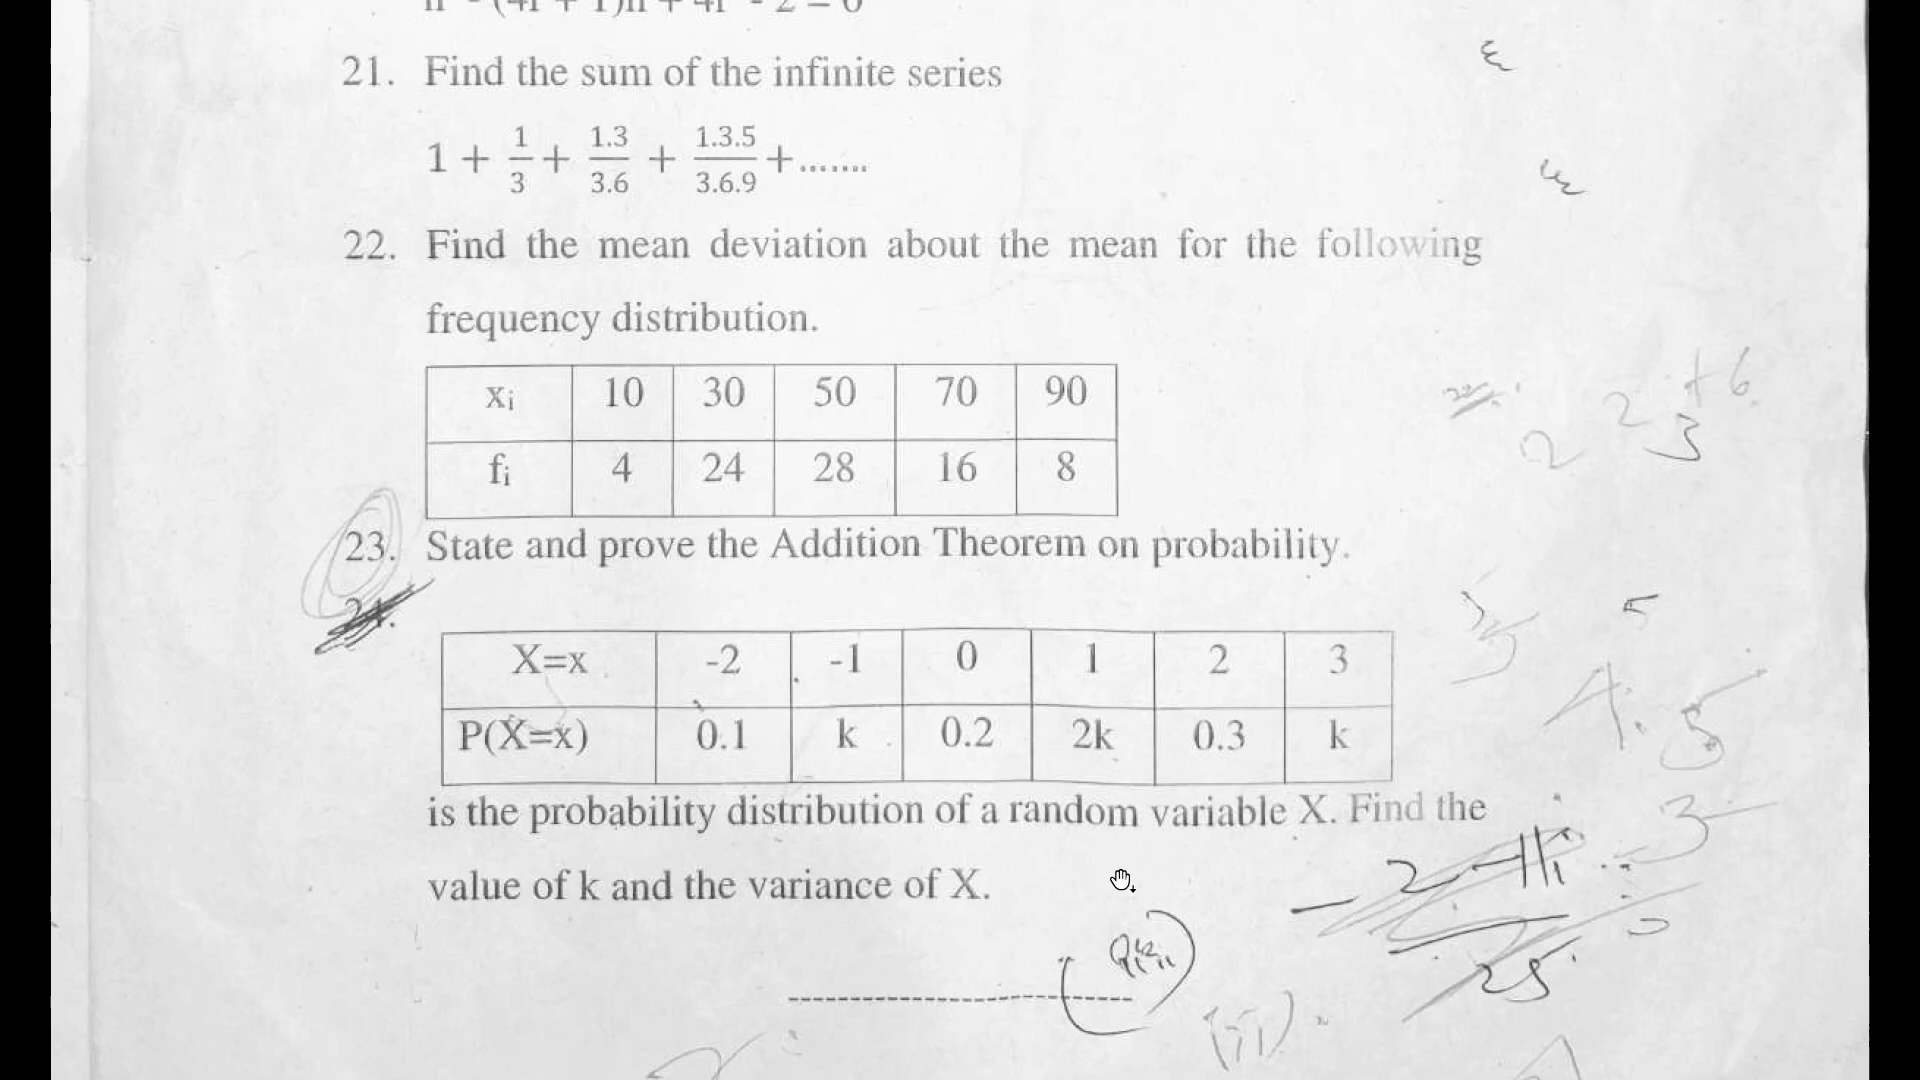 21. Find the sum of the infinite series
1 + 1/3 + 1.3/3.6 + 1.3.5/3.6.9 + .......
22. Find the mean deviation about the mean for the following
frequency distribution.
xi 10 30 50 70 90
fi 4 24 28 16 8
23. State and prove the Addition Theorem on probability.
24.
X=x -2 -1 0 1 2 3
P(X=x) 0.1 k 0.2 2k 0.3 k
is the probability distribution of a random variable X. Find the
value of k and the variance of X.